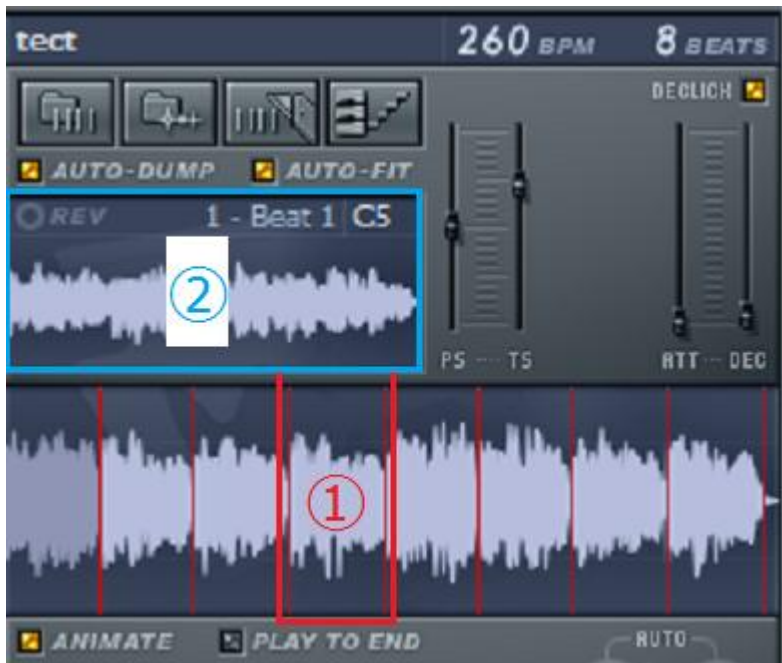 tect 260 BPM 8 BEATS
DECLICK
AUTO-DUMP AUTO-FIT
REV 1 - Beat 1 C5
②
PS TS ATT DEC
①
ANIMATE PLAY TO END AUTO